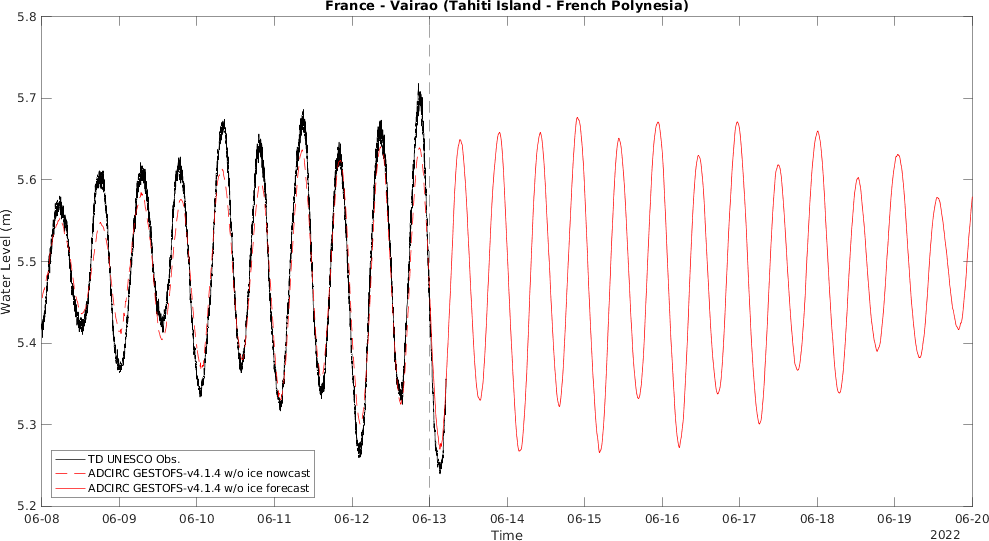 France - Vairao (Tahiti Island - French Polynesia)
5.8
5.7
5.6
5.5
5.4
5.3
5.2
Water Level (m)
TD UNESCO Obs.
ADCIRC GESTOFS-v4.1.4 w/o ice nowcast
ADCIRC GESTOFS-v4.1.4 w/o ice forecast
06-08 06-09 06-10 06-11 06-12 06-13 06-14 06-15 06-16 06-17 06-18 06-19 06-20
Time
2022